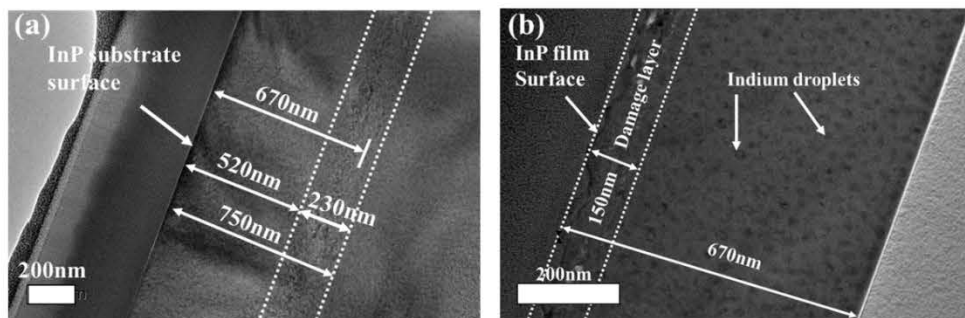 (a)
InP substrate
surface
670nm
520nm
230nm
750nm
200nm
(b)
InP film
Surface
Damage layer
Indium droplets
150nm
670nm
200nm